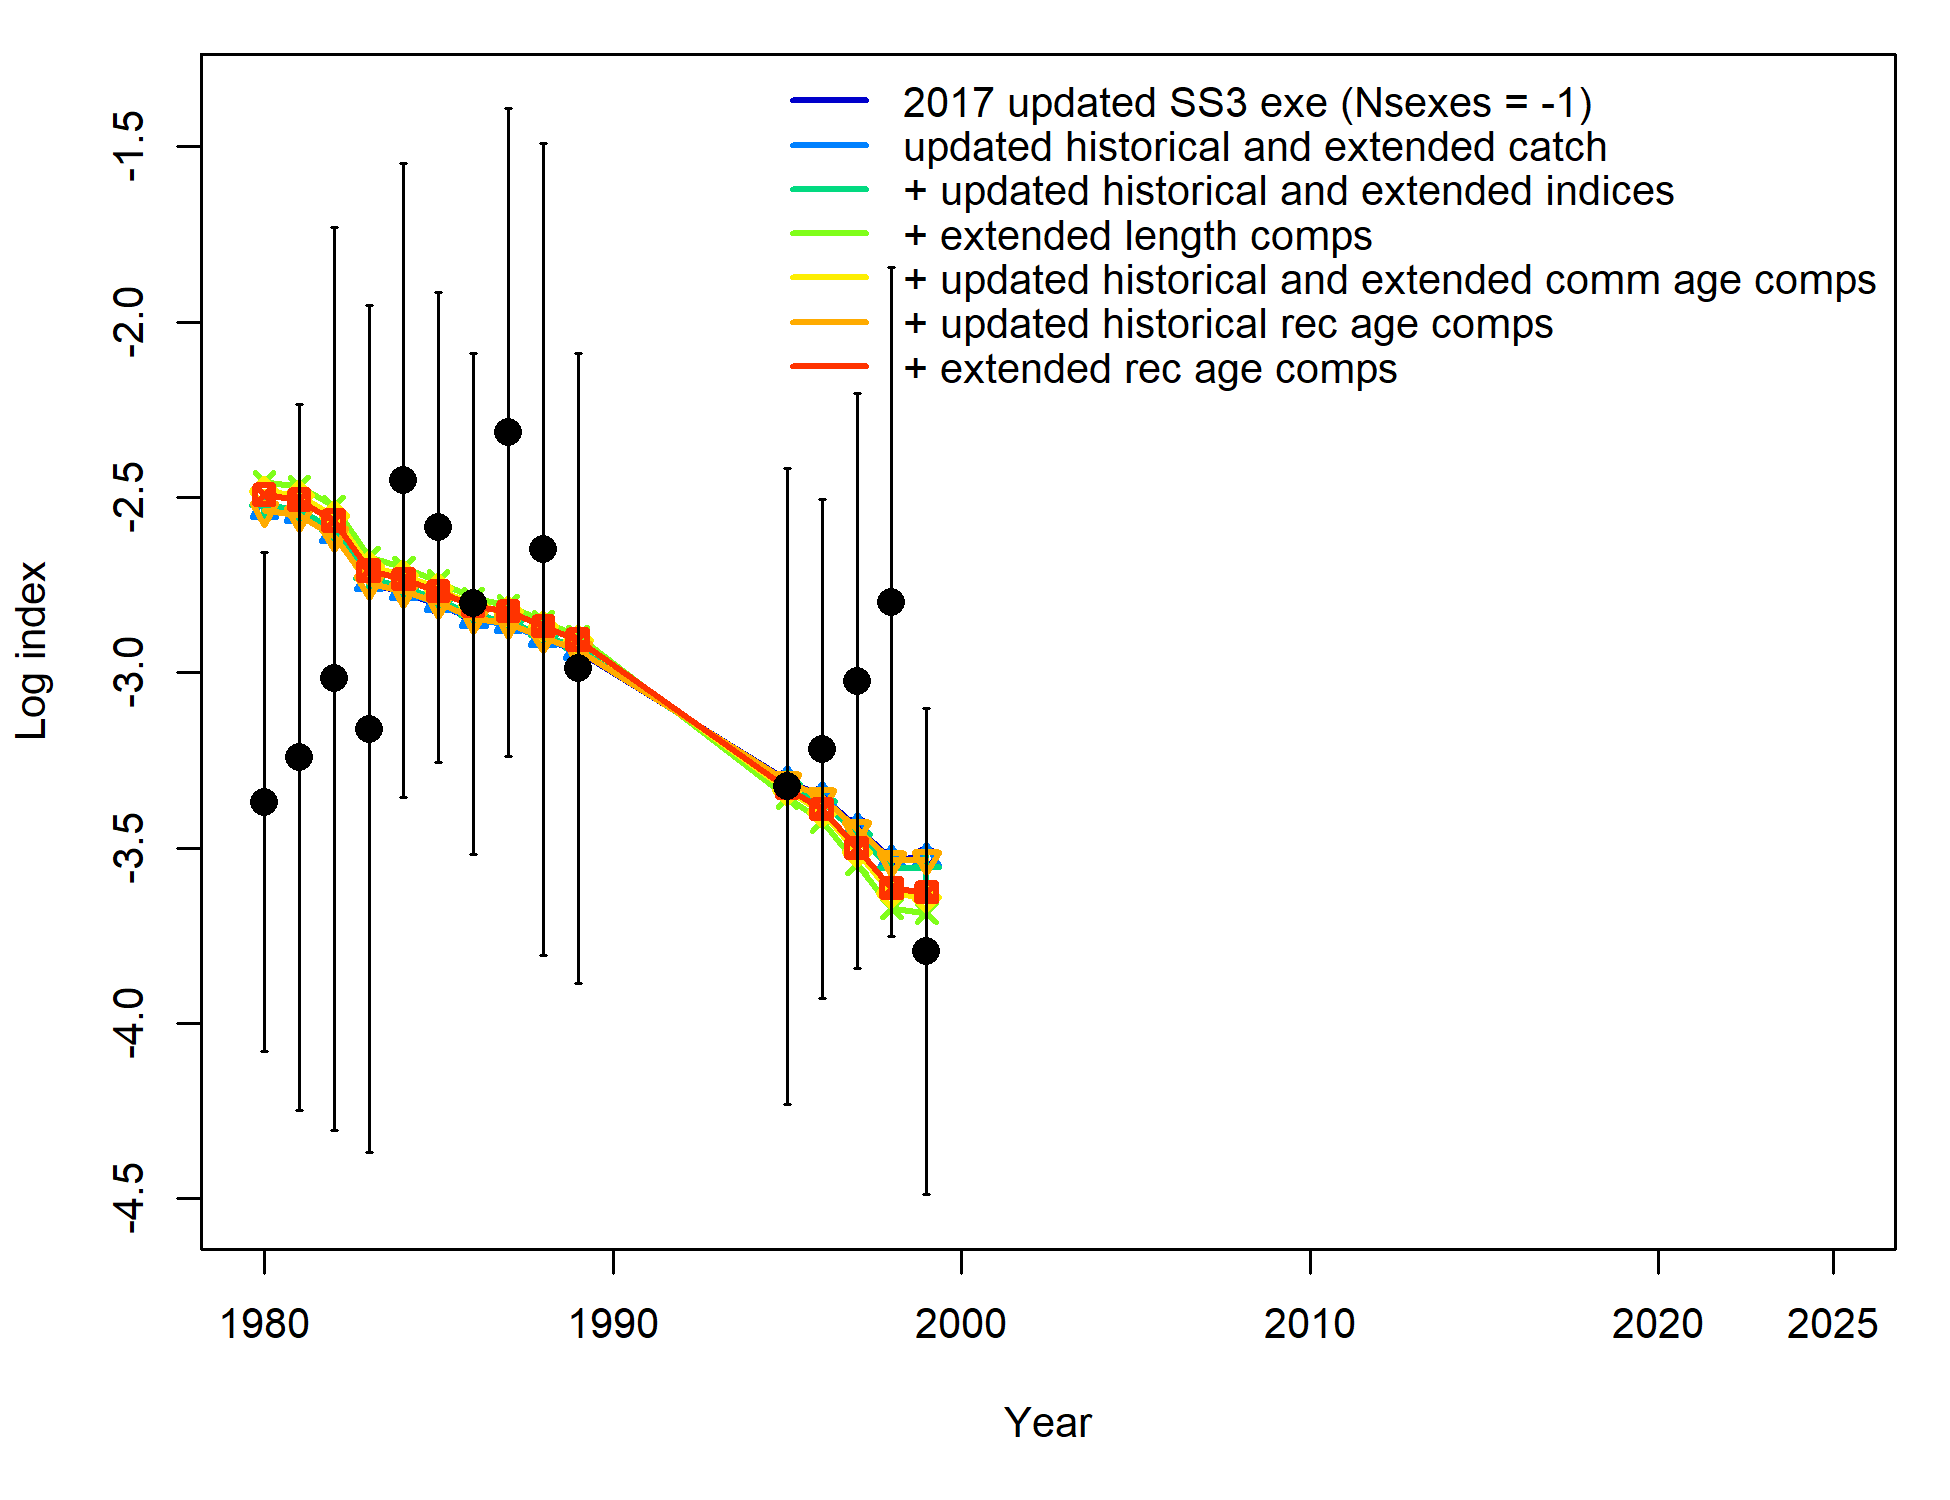 2017 updated SS3 exe (Nsexes = -1)
updated historical and extended catch
+ updated historical and extended indices
+ extended length comps
+ updated historical and extended comm age comps
+ updated historical rec age comps
+ extended rec age comps
Log index
-1.5
-2.0
-2.5
-3.0
-3.5
-4.0
-4.5
1980 1990 2000 2010 2020 2025
Year